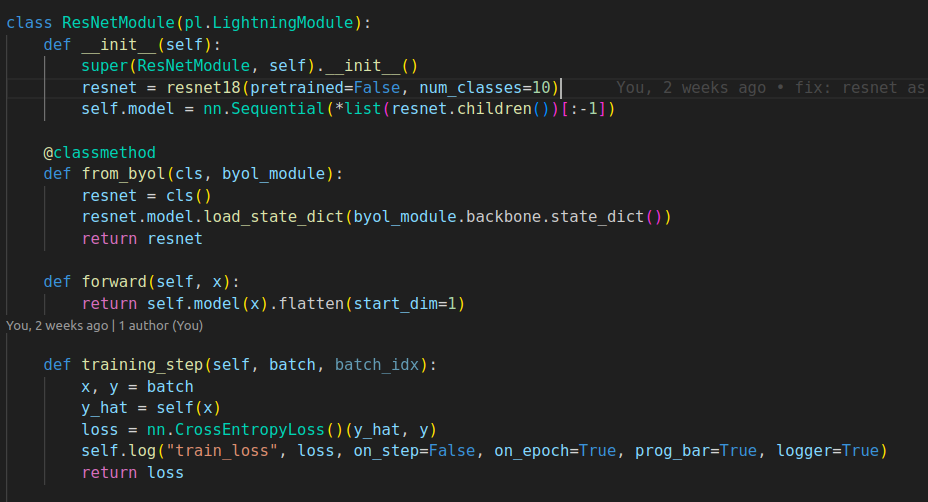 class ResNetModule(pl.LightningModule):
    def __init__(self):
        super(ResNetModule, self).__init__()
        resnet = resnet18(pretrained=False, num_classes=10)      You, 2 weeks ago • fix: resnet as
        self.model = nn.Sequential(*list(resnet.children())[:-1])

    @classmethod
    def from_byol(cls, byol_module):
        resnet = cls()
        resnet.model.load_state_dict(byol_module.backbone.state_dict())
        return resnet

    def forward(self, x):
        return self.model(x).flatten(start_dim=1)
You, 2 weeks ago | 1 author (You)

    def training_step(self, batch, batch_idx):
        x, y = batch
        y_hat = self(x)
        loss = nn.CrossEntropyLoss()(y_hat, y)
        self.log("train_loss", loss, on_step=False, on_epoch=True, prog_bar=True, logger=True)
        return loss